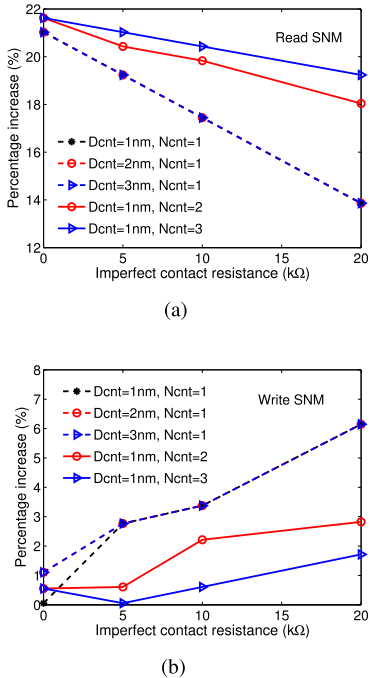 22
20
18
16
14
12
Percentage increase (%)
Read SNM
Dcnt=1nm, Ncnt=1
Dcnt=2nm, Ncnt=1
Dcnt=3nm, Ncnt=1
Dcnt=1nm, Ncnt=2
Dcnt=1nm, Ncnt=3
0 5 10 15 20
Imperfect contact resistance (kΩ)
(a)
8
7
6
5
4
3
2
1
0
Percentage increase (%)
Write SNM
Dcnt=1nm, Ncnt=1
Dcnt=2nm, Ncnt=1
Dcnt=3nm, Ncnt=1
Dcnt=1nm, Ncnt=2
Dcnt=1nm, Ncnt=3
0 5 10 15 20
Imperfect contact resistance (kΩ)
(b)